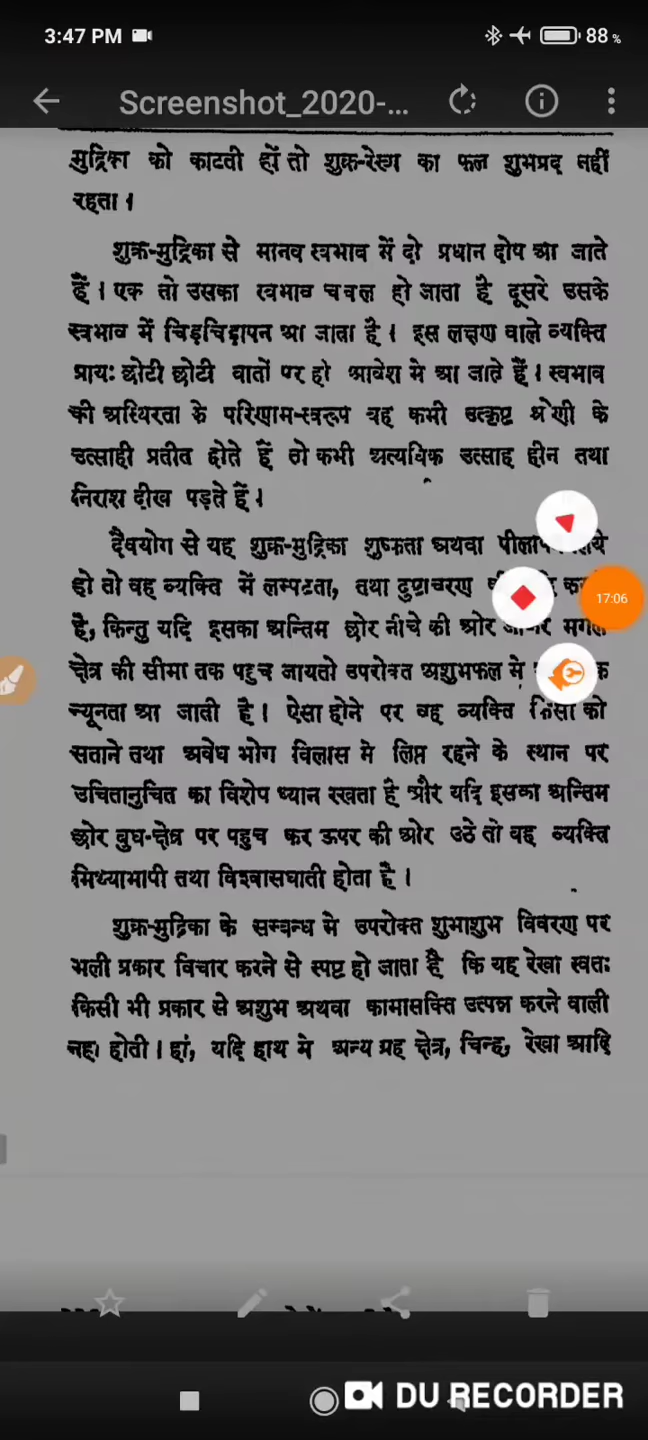 3:47 PM
88 %
Screenshot_2020-...
मुद्रिका को काटती हों तो शुक्र-रेखा का फल शुभप्रद नहीं
रहता ।
शुक्र-मुद्रिका से मानव स्वभाव में दो प्रधान दोष आ जाते
हैं । एक तो उसका स्वभाव चचल हो जाता है दूसरे उसके
स्वभाव में चिड़चिड़ापन आ जाता है । इस लक्षण वाले व्यक्ति
प्रायः छोटी छोटी बातों पर ही आवेश मे आ जाते हैं । स्वभाव
की अस्थिरता के परिणाम-स्वरूप वह कभी उत्कृष्ट श्रेणी के
उत्साही प्रतीत होते हैं तो कभी अत्यधिक उत्साह हीन तथा
निराश दीख पड़ते हैं ।
दैवयोग से यह शुक्र-मुद्रिका शुष्कता अथवा
हो तो वह व्यक्ति में लम्पटता, तथा दुष्टाचरण
17:06
है, किन्तु यदि इसका अन्तिम छोर नीचे की ओर मगल
क्षेत्र की सीमा तक पहुच जायतो उपरोक्त अशुभफल मे
न्यूनता आ जाती है । ऐसा होने पर वह व्यक्ति किसी को
सताने तथा अवैध भोग विलास मे लिप्त रहने के स्थान पर
उचितानुचित का विशेष ध्यान रखता है और यदि इसका अन्तिम
छोर बुध-क्षेत्र पर पहुच कर ऊपर की ओर उठे तो वह व्यक्ति
मिथ्याभाषी तथा विश्वासघाती होता है ।
शुक्र-मुद्रिका के सम्बन्ध मे उपरोक्त शुभाशुभ विवरण पर
भली प्रकार विचार करने से स्पष्ट हो जाता है कि यह रेखा स्वतः
किसी भी प्रकार से अशुभ अथवा कामासक्ति उत्पन्न करने वाली
नही होती । हां, यदि हाथ मे अन्य ग्रह क्षेत्र, चिन्ह, रेखा आदि
DU RECORDER